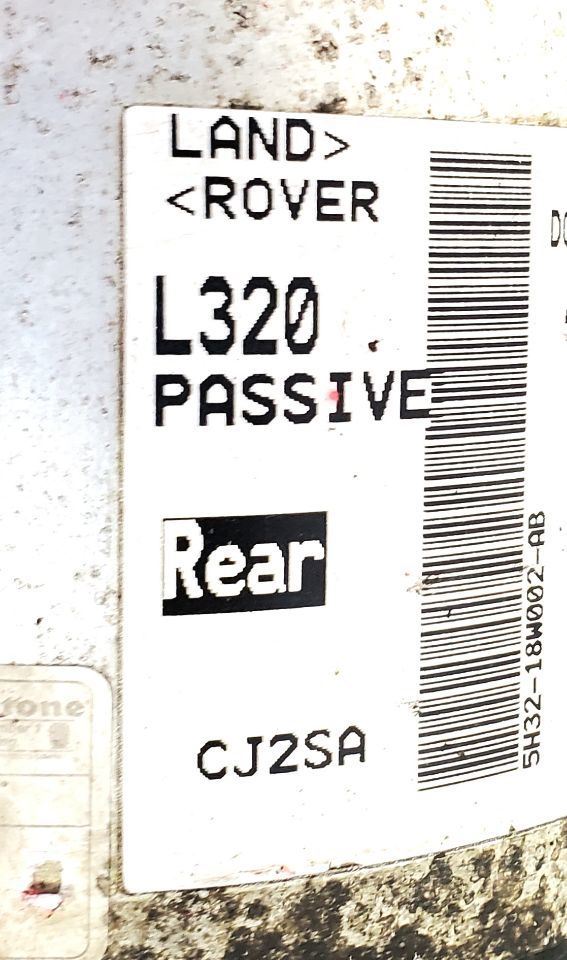 LAND>
<ROVER
L320
PASSIVE
Rear
CJ2SA
5H32-18W002-AB